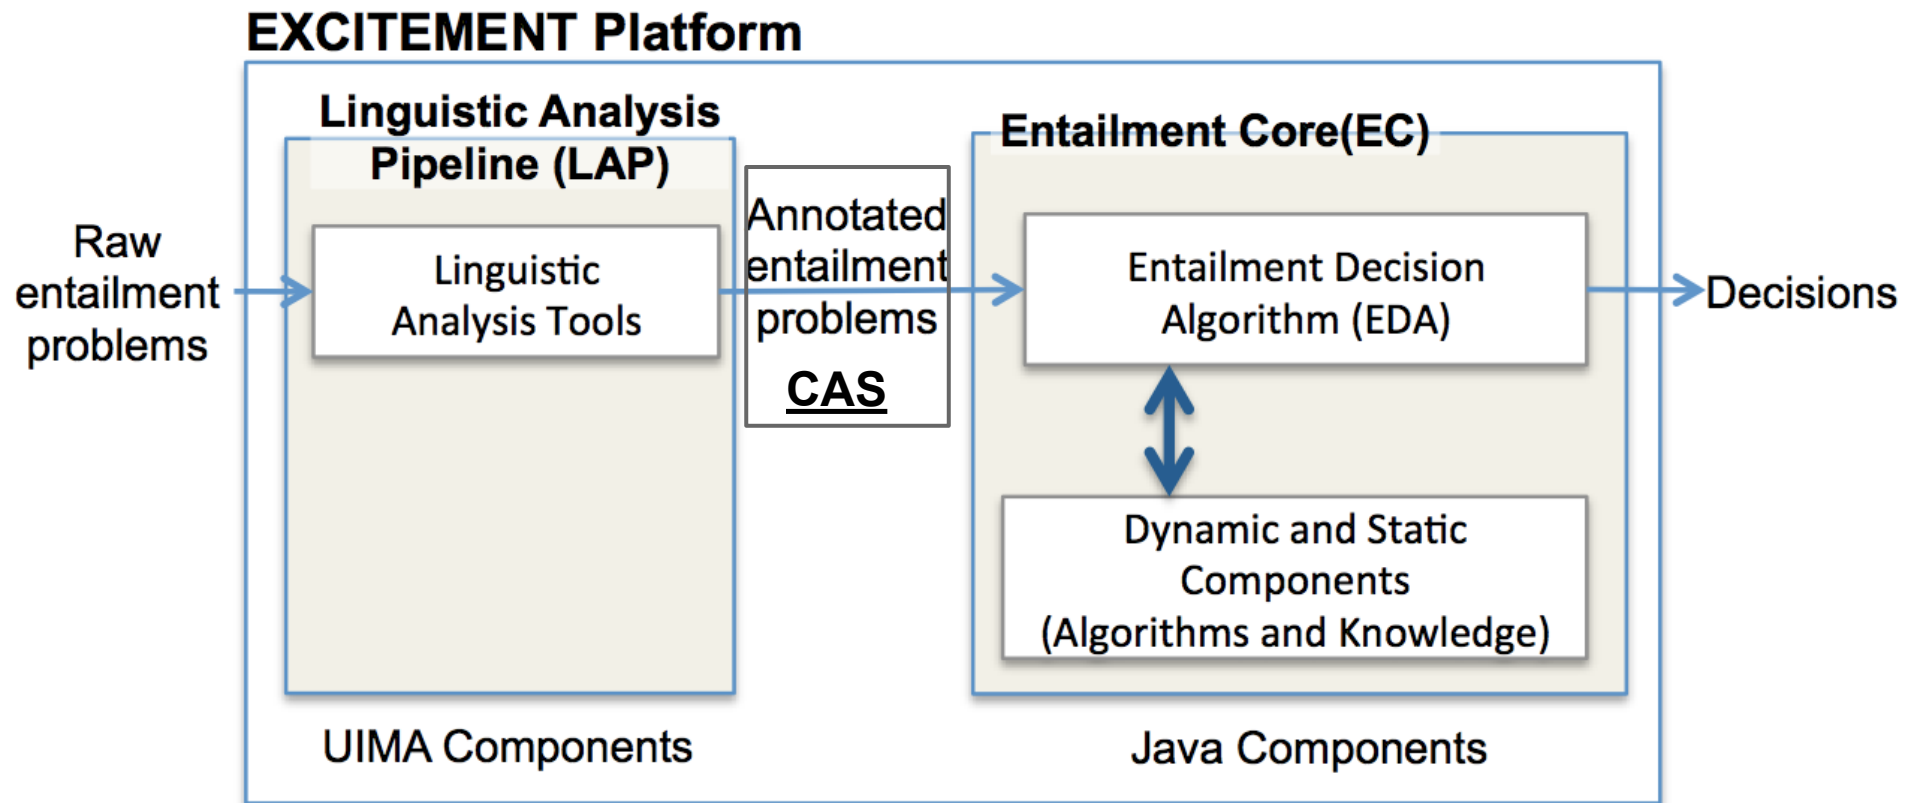 EXCITEMENT Platform
Linguistic Analysis
Pipeline (LAP)
Entailment Core(EC)
Raw
entailment
problems
Linguistic
Analysis Tools
Annotated
entailment
problems
CAS
Entailment Decision
Algorithm (EDA)
Decisions
Dynamic and Static
Components
(Algorithms and Knowledge)
UIMA Components
Java Components